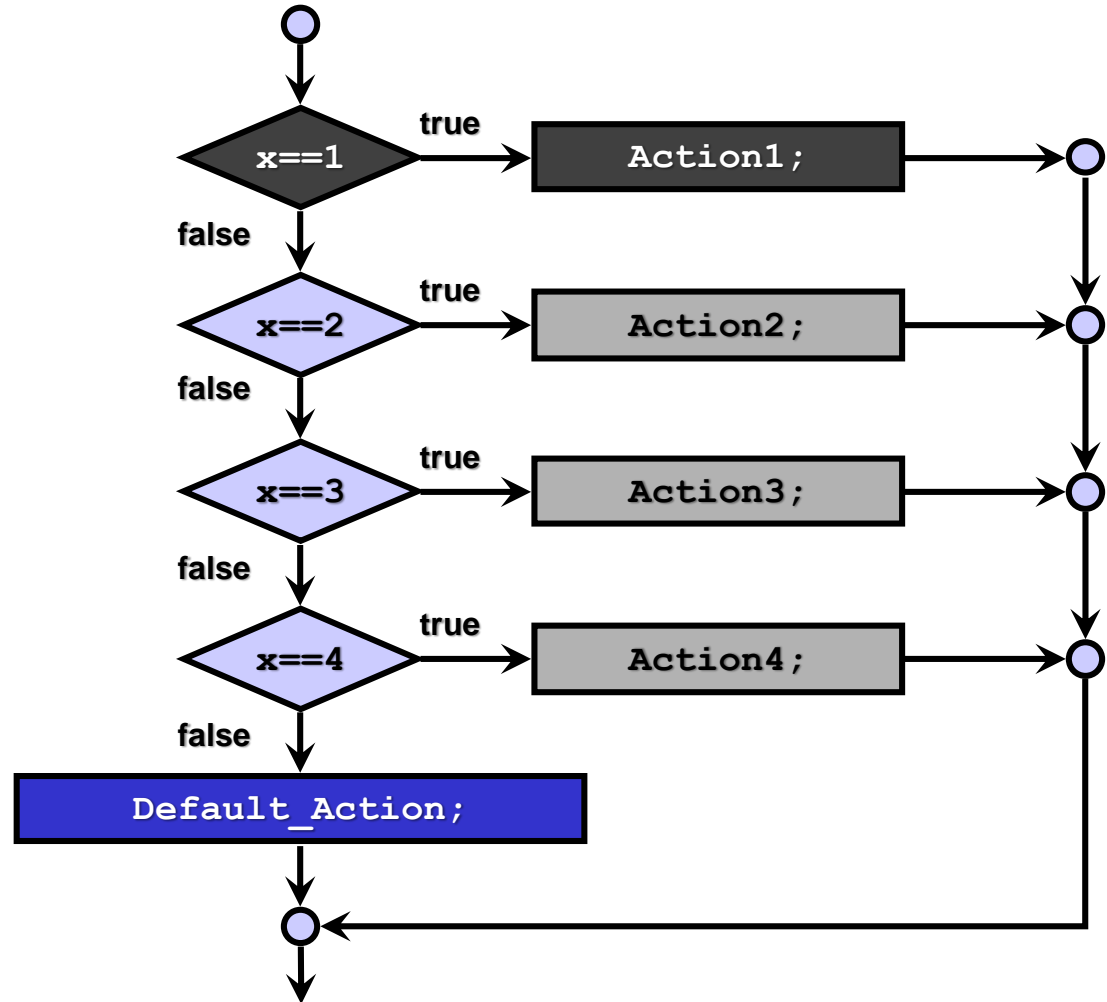 true
x==1
Action1;
false
true
x==2
Action2;
false
true
x==3
Action3;
false
true
x==4
Action4;
false
Default_Action;